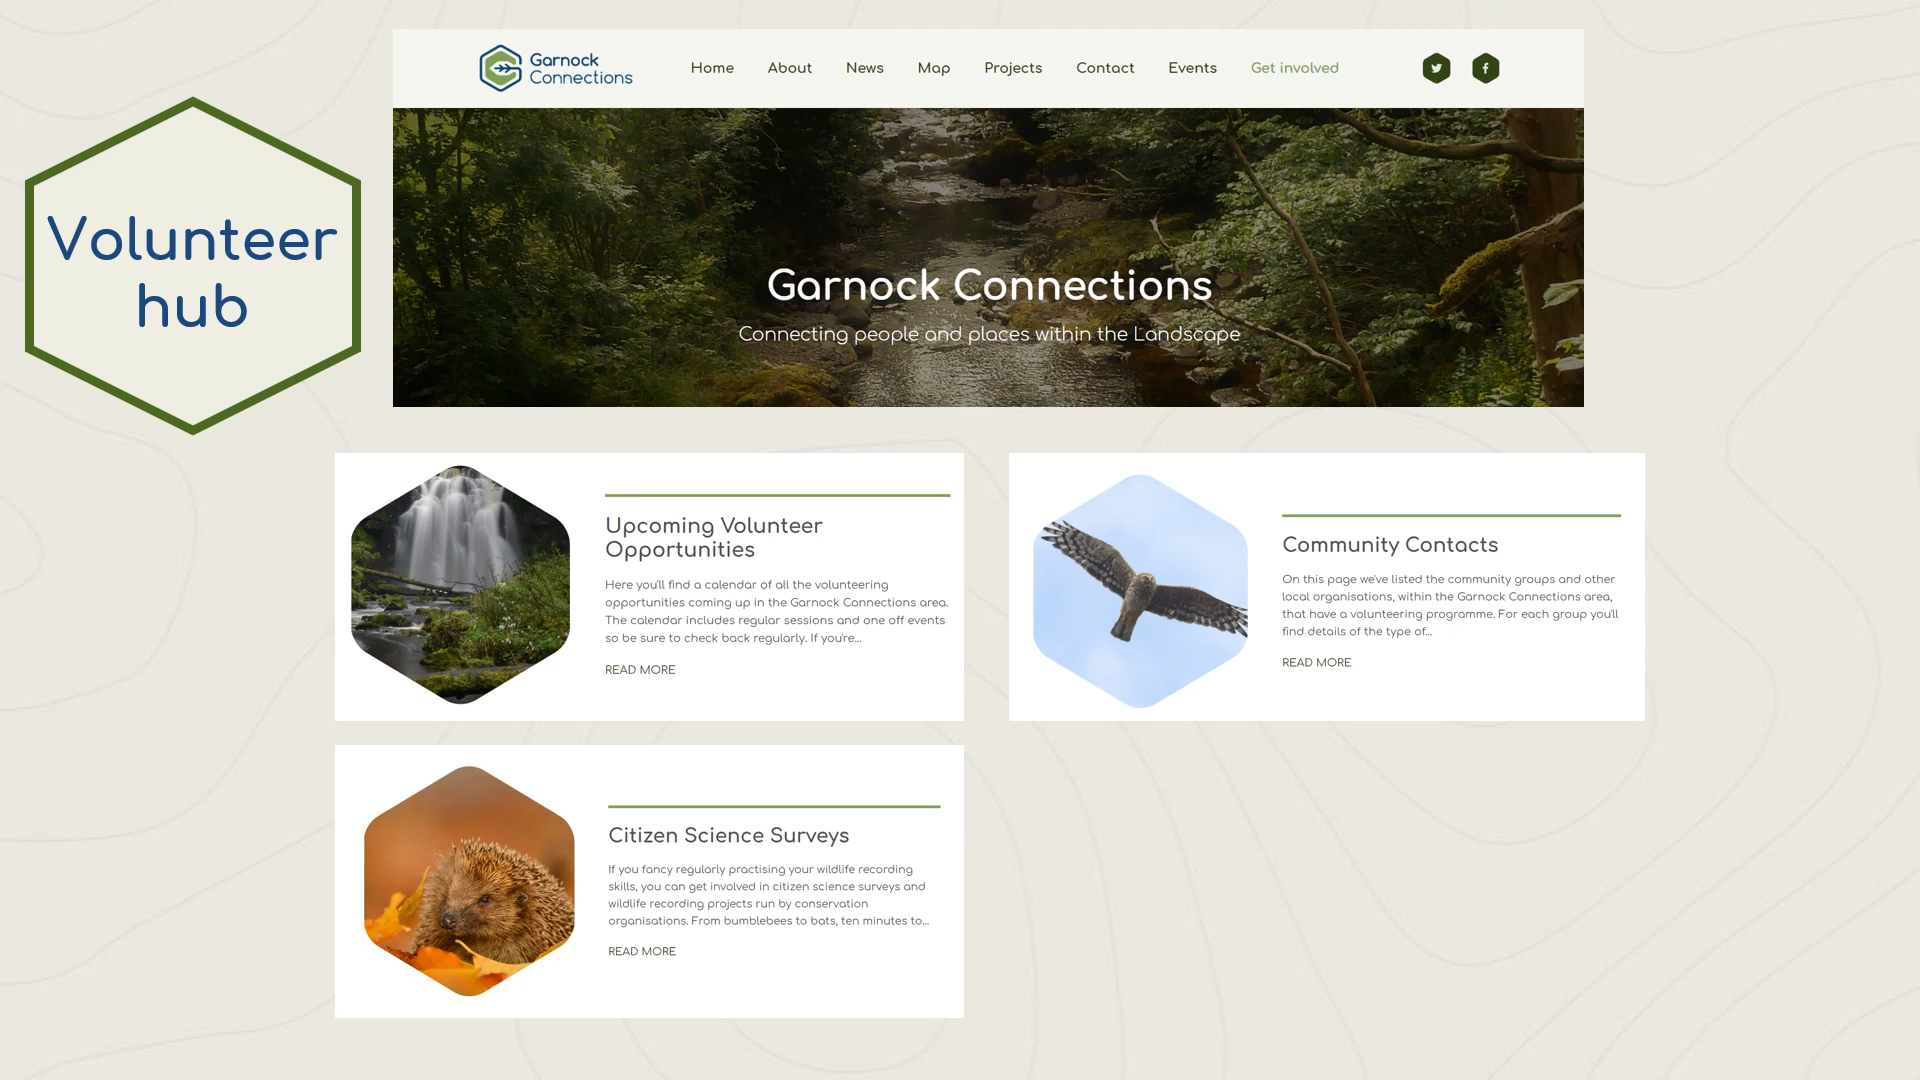 Garnock
Connections
Home About News Map Projects Contact Events Get involved
Volunteer
hub
Garnock Connections
Connecting people and places within the Landscape
Upcoming Volunteer
Opportunities
Here you'll find a calendar of all the volunteering
opportunities coming up in the Garnock Connections area.
The calendar includes regular sessions and one off events
so be sure to check back regularly. If you're...
READ MORE
Community Contacts
On this page we've listed the community groups and other
local organisations, within the Garnock Connections area,
that have a volunteering programme. For each group you'll
find details of the type of...
READ MORE
Citizen Science Surveys
If you fancy regularly practising your wildlife recording
skills, you can get involved in citizen science surveys and
wildlife recording projects run by conservation
organisations. From bumblebees to bats, ten minutes to...
READ MORE